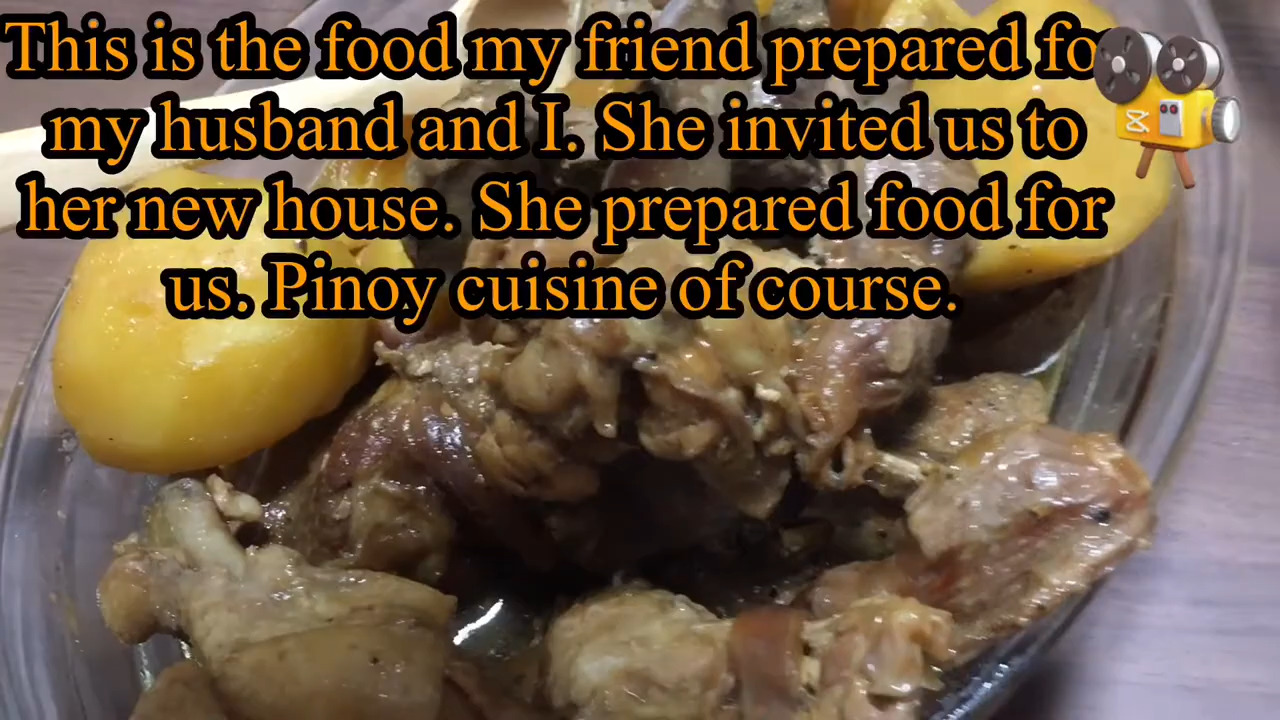 This is the food my friend prepared fo
my husband and I. She invited us to
her new house. She prepared food for
us. Pinoy cuisine of course.